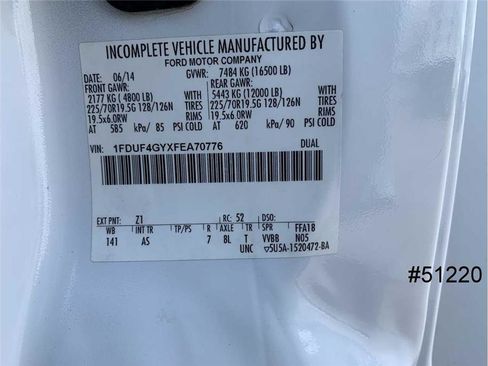 INCOMPLETE VEHICLE MANUFACTURED BY
FORD MOTOR COMPANY
DATE: 06/14 GVWR: 7484 KG (16500 LB)
FRONT GAWR: REAR GAWR:
2177 KG ( 4800 LB) 5443 KG (12000 LB)
225/70R19.5G 128/126N TIRES 225/70R19.5G 128/126N TIRES
19.5x6.0RW RIMS 19.5x6.0RW RIMS
AT 585 kPa/ 85 PSI COLD AT 620 kPa/ 90 PSI COLD
VIN: 1FDUF4GYXFEA70776 DUAL
EXT PNT: Z1 RC: 52 DSO:
WB INT TR TP/PS R AXLE TR SPR FFA1B
141 AS 7 BL T VVBB N05
UNC ▽5U5A-1520472-BA
#51220